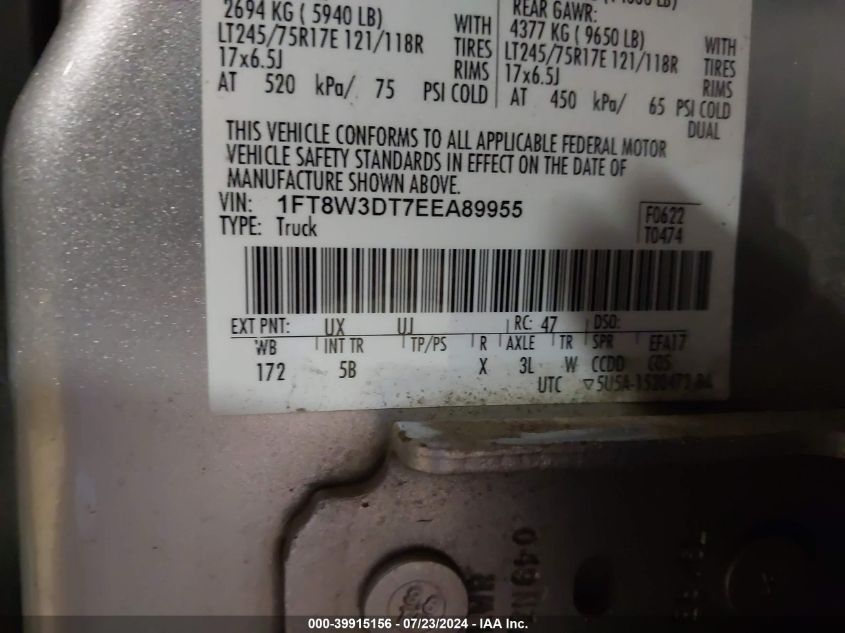 2694 KG ( 5940 LB) WITH
LT245/75R17E 121/118R TIRES
17x6.5J RIMS
AT 520 kPa/ 75 PSI COLD
REAR GAWR:
4377 KG ( 9650 LB) WITH
LT245/75R17E 121/118R TIRES
17x6.5J RIMS
AT 450 kPa/ 65 PSI COLD
DUAL
THIS VEHICLE CONFORMS TO ALL APPLICABLE FEDERAL MOTOR
VEHICLE SAFETY STANDARDS IN EFFECT ON THE DATE OF
MANUFACTURE SHOWN ABOVE.
VIN: 1FT8W3DT7EEA89955
TYPE: Truck
F0622
T0474
EXT PNT: UX UJ RC: 47 DSO:
WB INT TR TP/PS R AXLE TR SPR EFA17
172 5B X 3L W CCDD
UTC
000-39915156 - 07/23/2024 - IAA Inc.